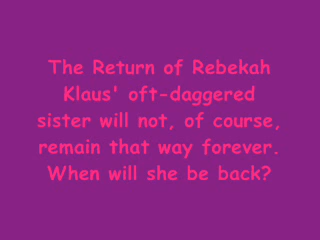 The Return of Rebekah
Klaus' oft-daggered
sister will not, of course,
remain that way forever.
When will she be back?